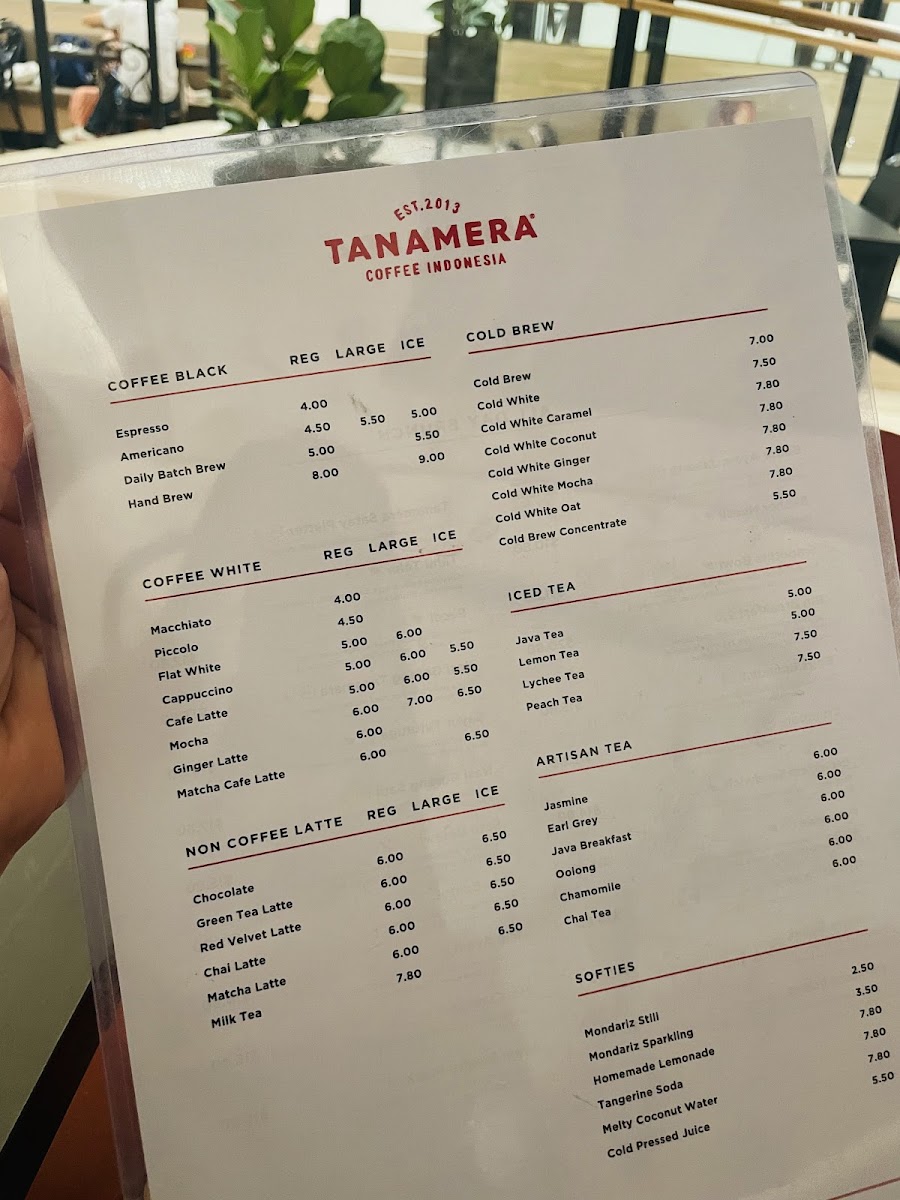 EST. 2013
TANAMERA®
COFFEE INDONESIA
COFFEE BLACK REG LARGE ICE
Espresso 4.00
Americano 4.50 5.50 5.00
Daily Batch Brew 5.00 5.50
Hand Brew 8.00 9.00
COFFEE WHITE REG LARGE ICE
Macchiato 4.00
Piccolo 4.50
Flat White 5.00 6.00
Cappuccino 5.00 6.00 5.50
Cafe Latte 5.00 6.00 5.50
Mocha 6.00 7.00 6.50
Ginger Latte 6.00
Matcha Cafe Latte 6.00 6.50
NON COFFEE LATTE REG LARGE ICE
Chocolate 6.00 6.50
Green Tea Latte 6.00 6.50
Red Velvet Latte 6.00 6.50
Chai Latte 6.00 6.50
Matcha Latte 6.00 6.50
Milk Tea 7.80
COLD BREW
Cold Brew 7.00
Cold White 7.50
Cold White Caramel 7.80
Cold White Coconut 7.80
Cold White Ginger 7.80
Cold White Mocha 7.80
Cold White Oat 7.80
Cold Brew Concentrate 5.50
ICED TEA
Java Tea 5.00
Lemon Tea 5.00
Lychee Tea 7.50
Peach Tea 7.50
ARTISAN TEA
Jasmine 6.00
Earl Grey 6.00
Java Breakfast 6.00
Oolong 6.00
Chamomile 6.00
Chai Tea 6.00
SOFTIES
Mondariz Still 2.50
Mondariz Sparkling 3.50
Homemade Lemonade 7.80
Tangerine Soda 7.80
Melty Coconut Water 7.80
Cold Pressed Juice 5.50